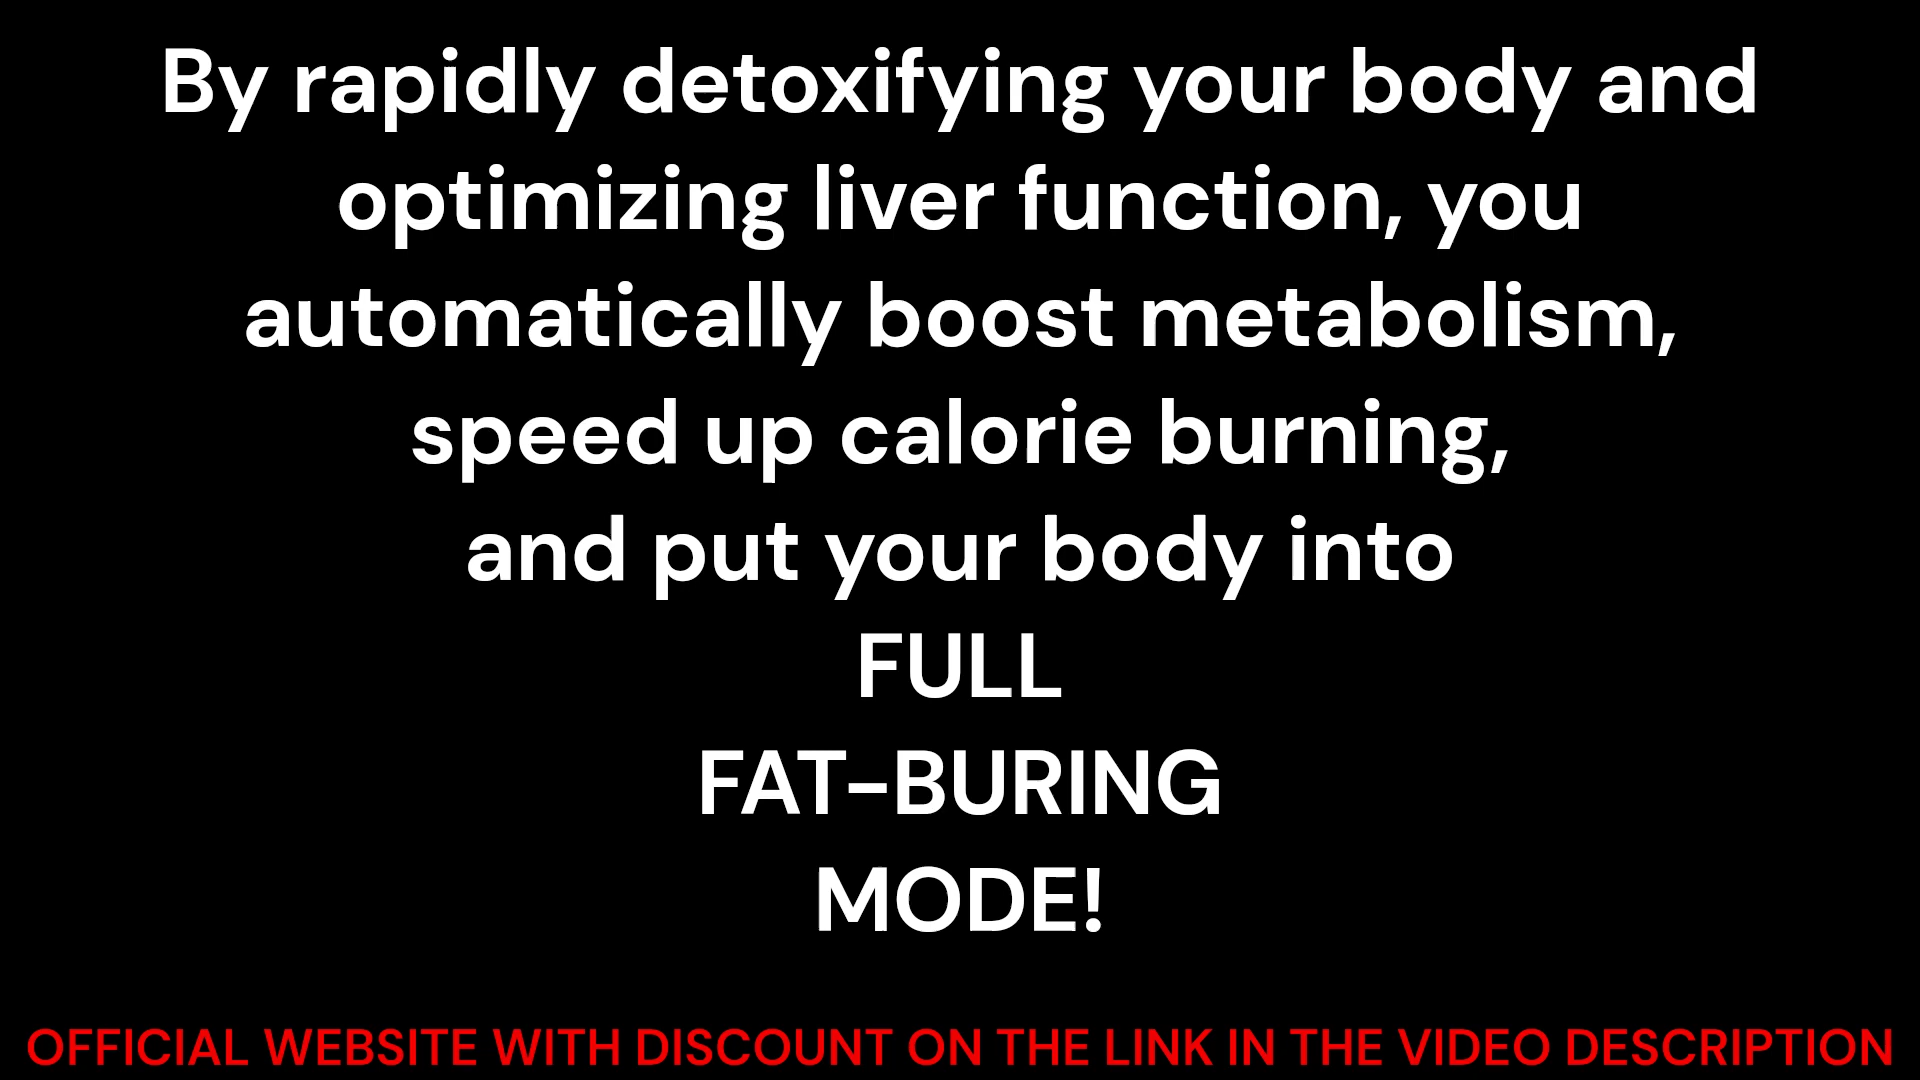 By rapidly detoxifying your body and
optimizing liver function, you
automatically boost metabolism,
speed up calorie burning,
and put your body into
FULL
FAT-BURING
MODE!
OFFICIAL WEBSITE WITH DISCOUNT ON THE LINK IN THE VIDEO DESCRIPTION